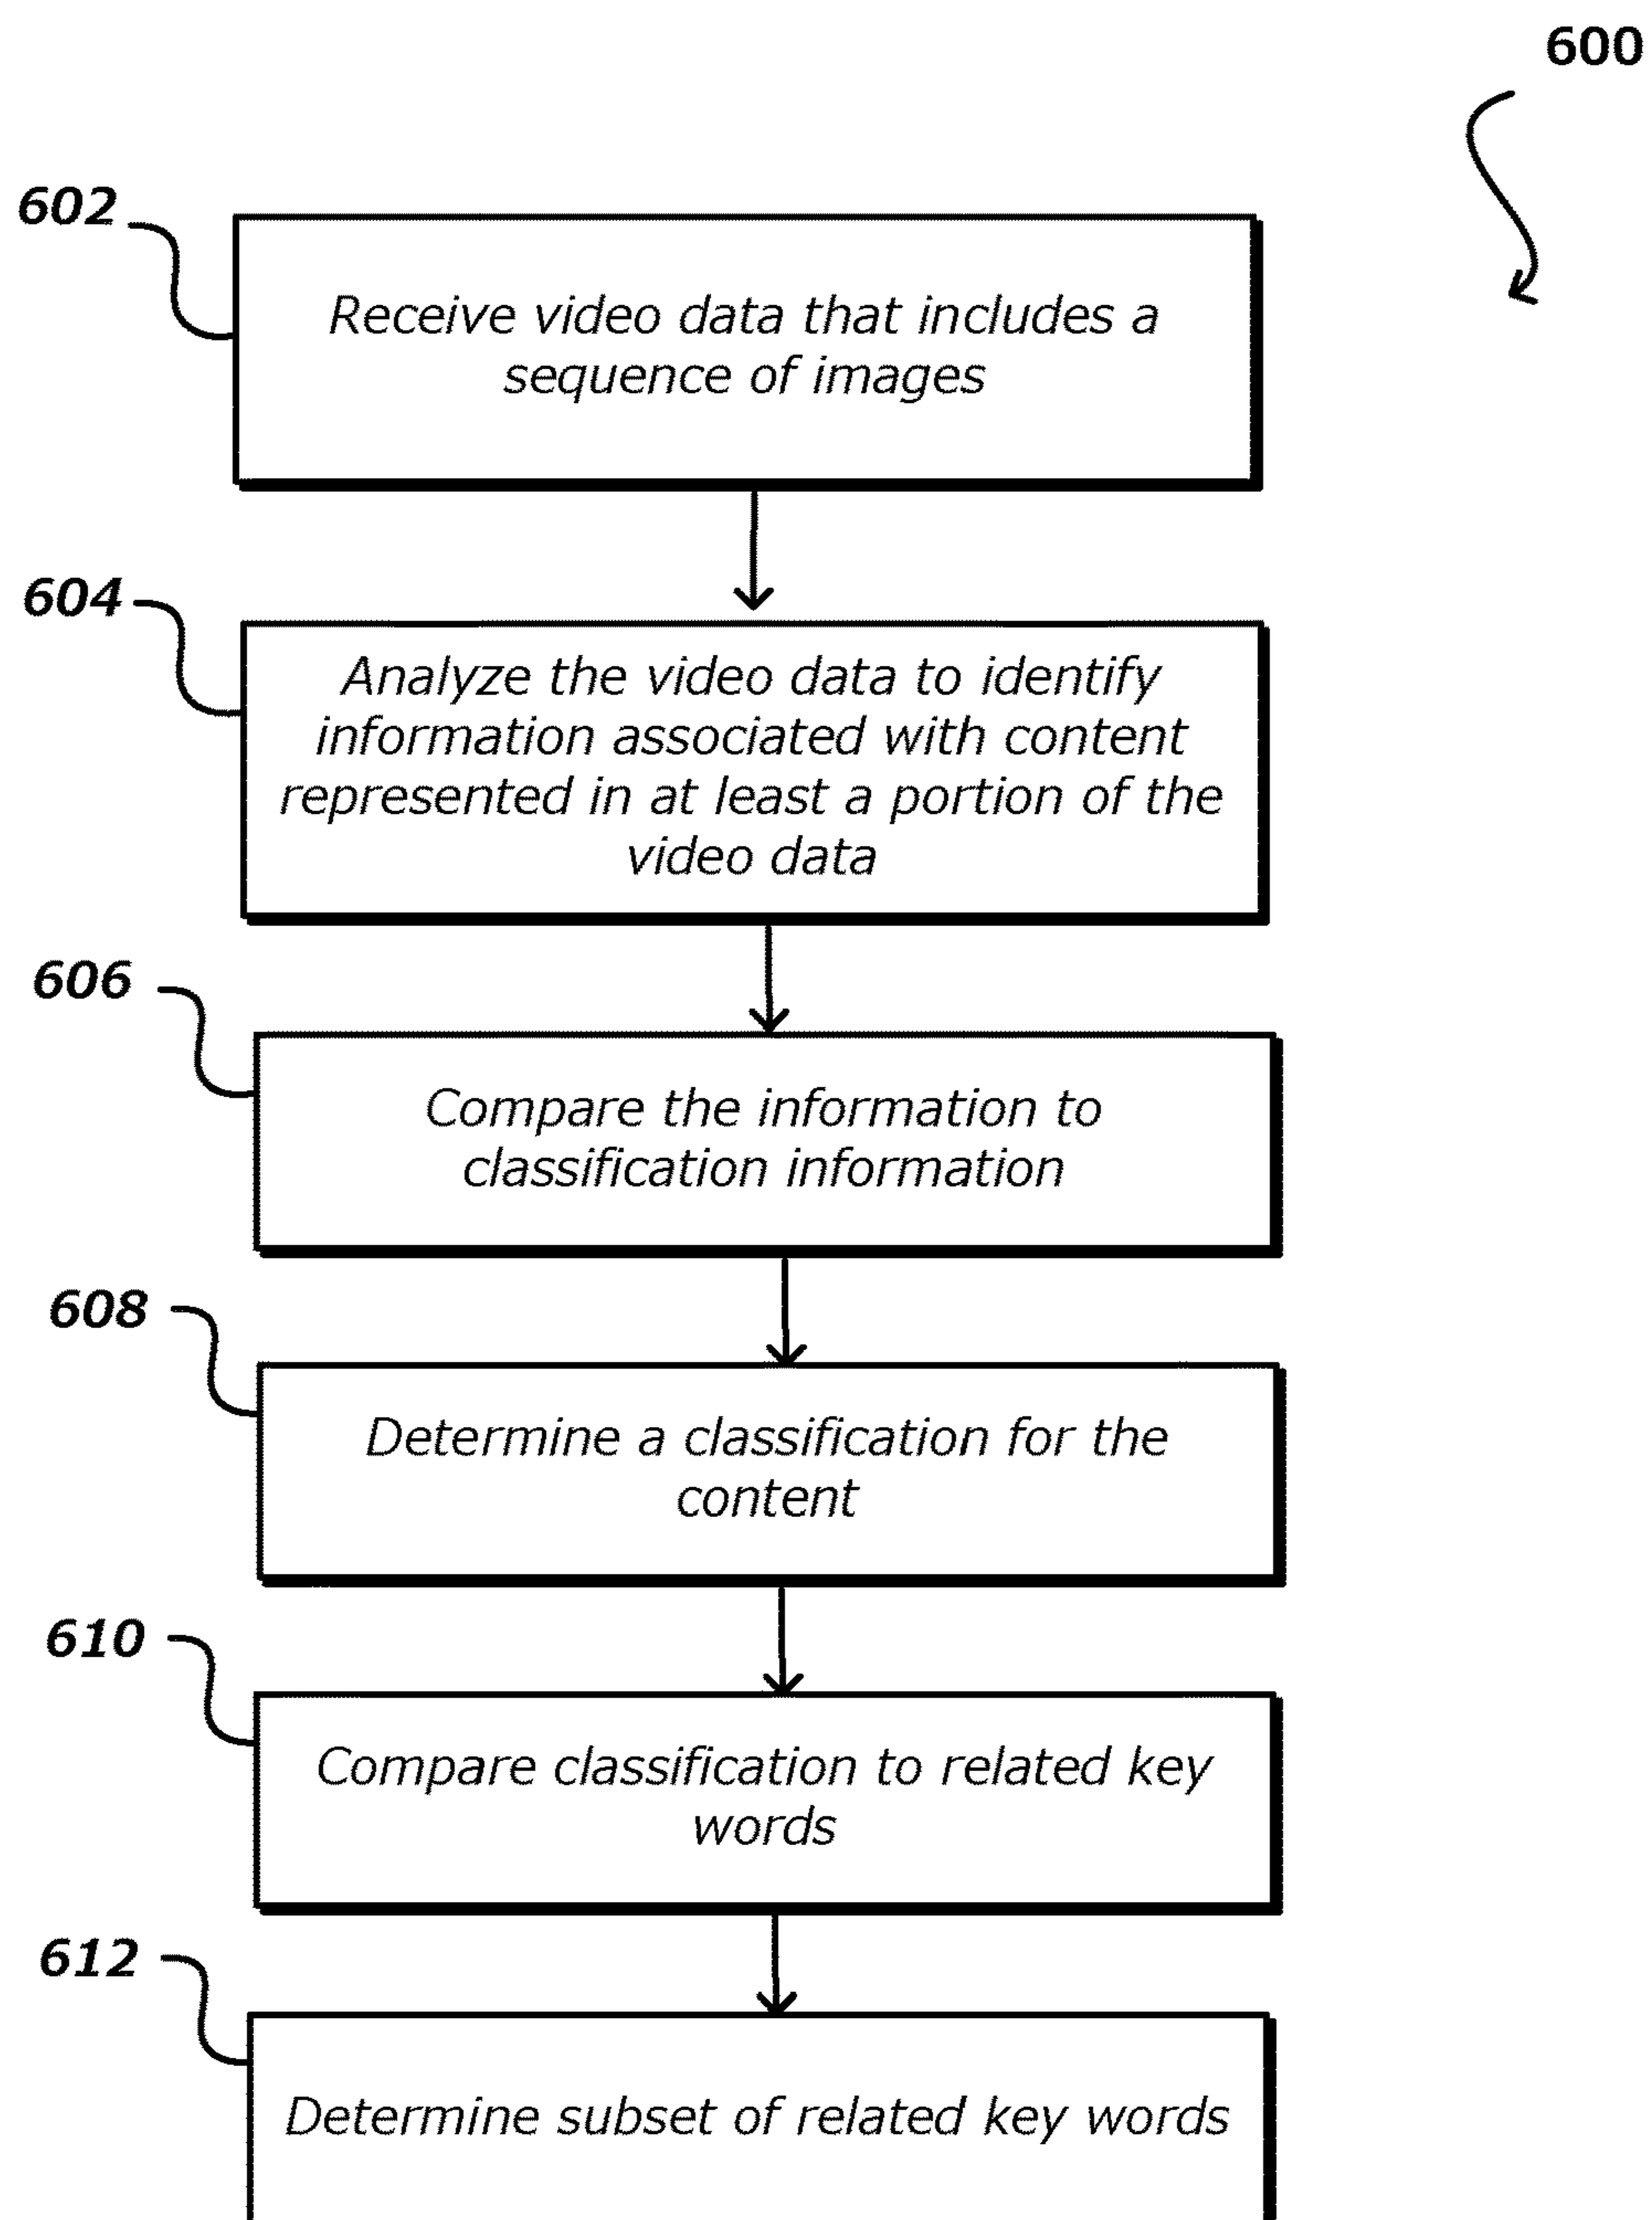 600
602
Receive video data that includes a
sequence of images
604
Analyze the video data to identify
information associated with content
represented in at least a portion of the
video data
606
Compare the information to
classification information
608
Determine a classification for the
content
610
Compare classification to related key
words
612
Determine subset of related key words